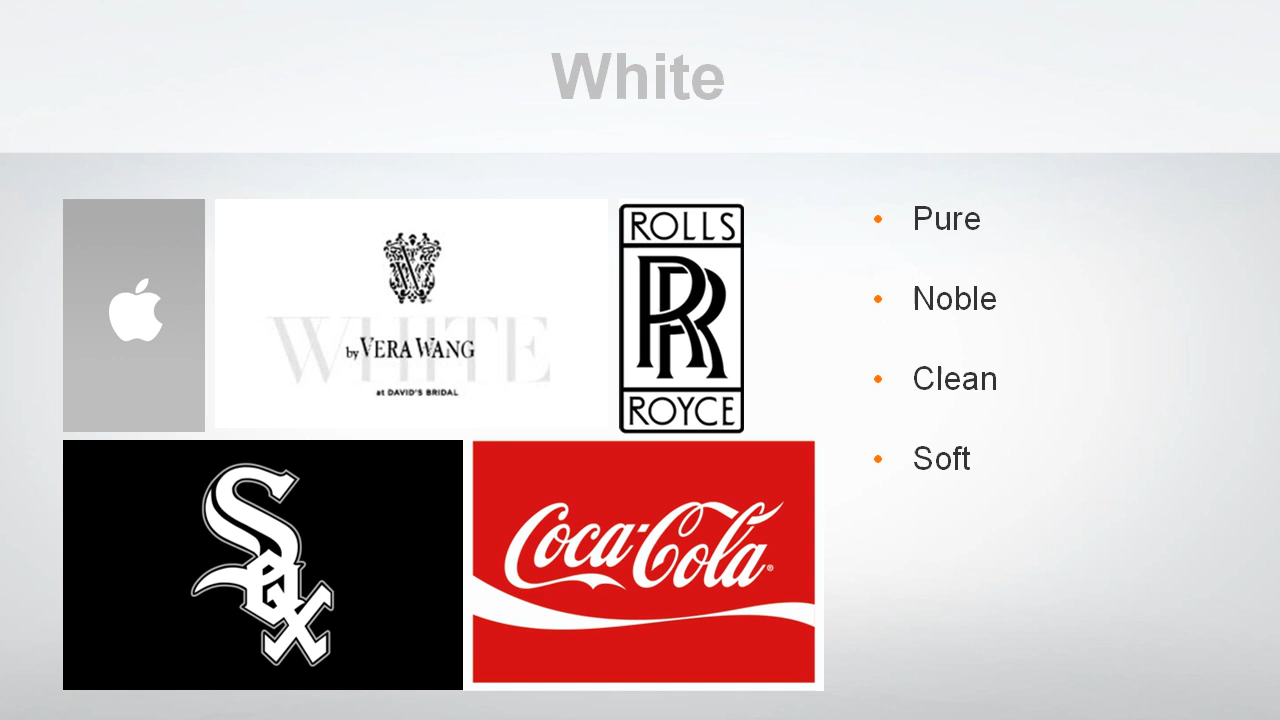 White
WHITE
by VERA WANG
at DAVID'S BRIDAL
ROLLS
RR
ROYCE
Sox
Coca-Cola®
• Pure
• Noble
• Clean
• Soft